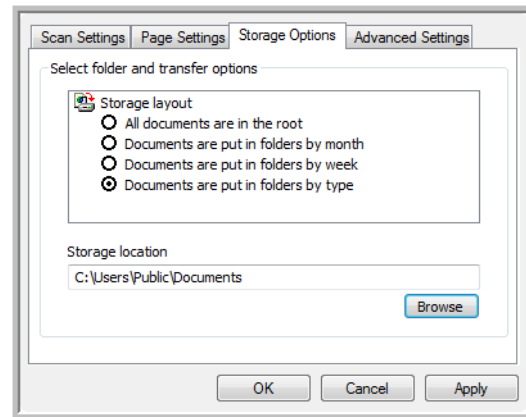 Scan Settings Page Settings Storage Options Advanced Settings
Select folder and transfer options
Storage layout
All documents are in the root
Documents are put in folders by month
Documents are put in folders by week
Documents are put in folders by type
Storage location
C:\Users\Public\Documents
Browse
OK Cancel Apply